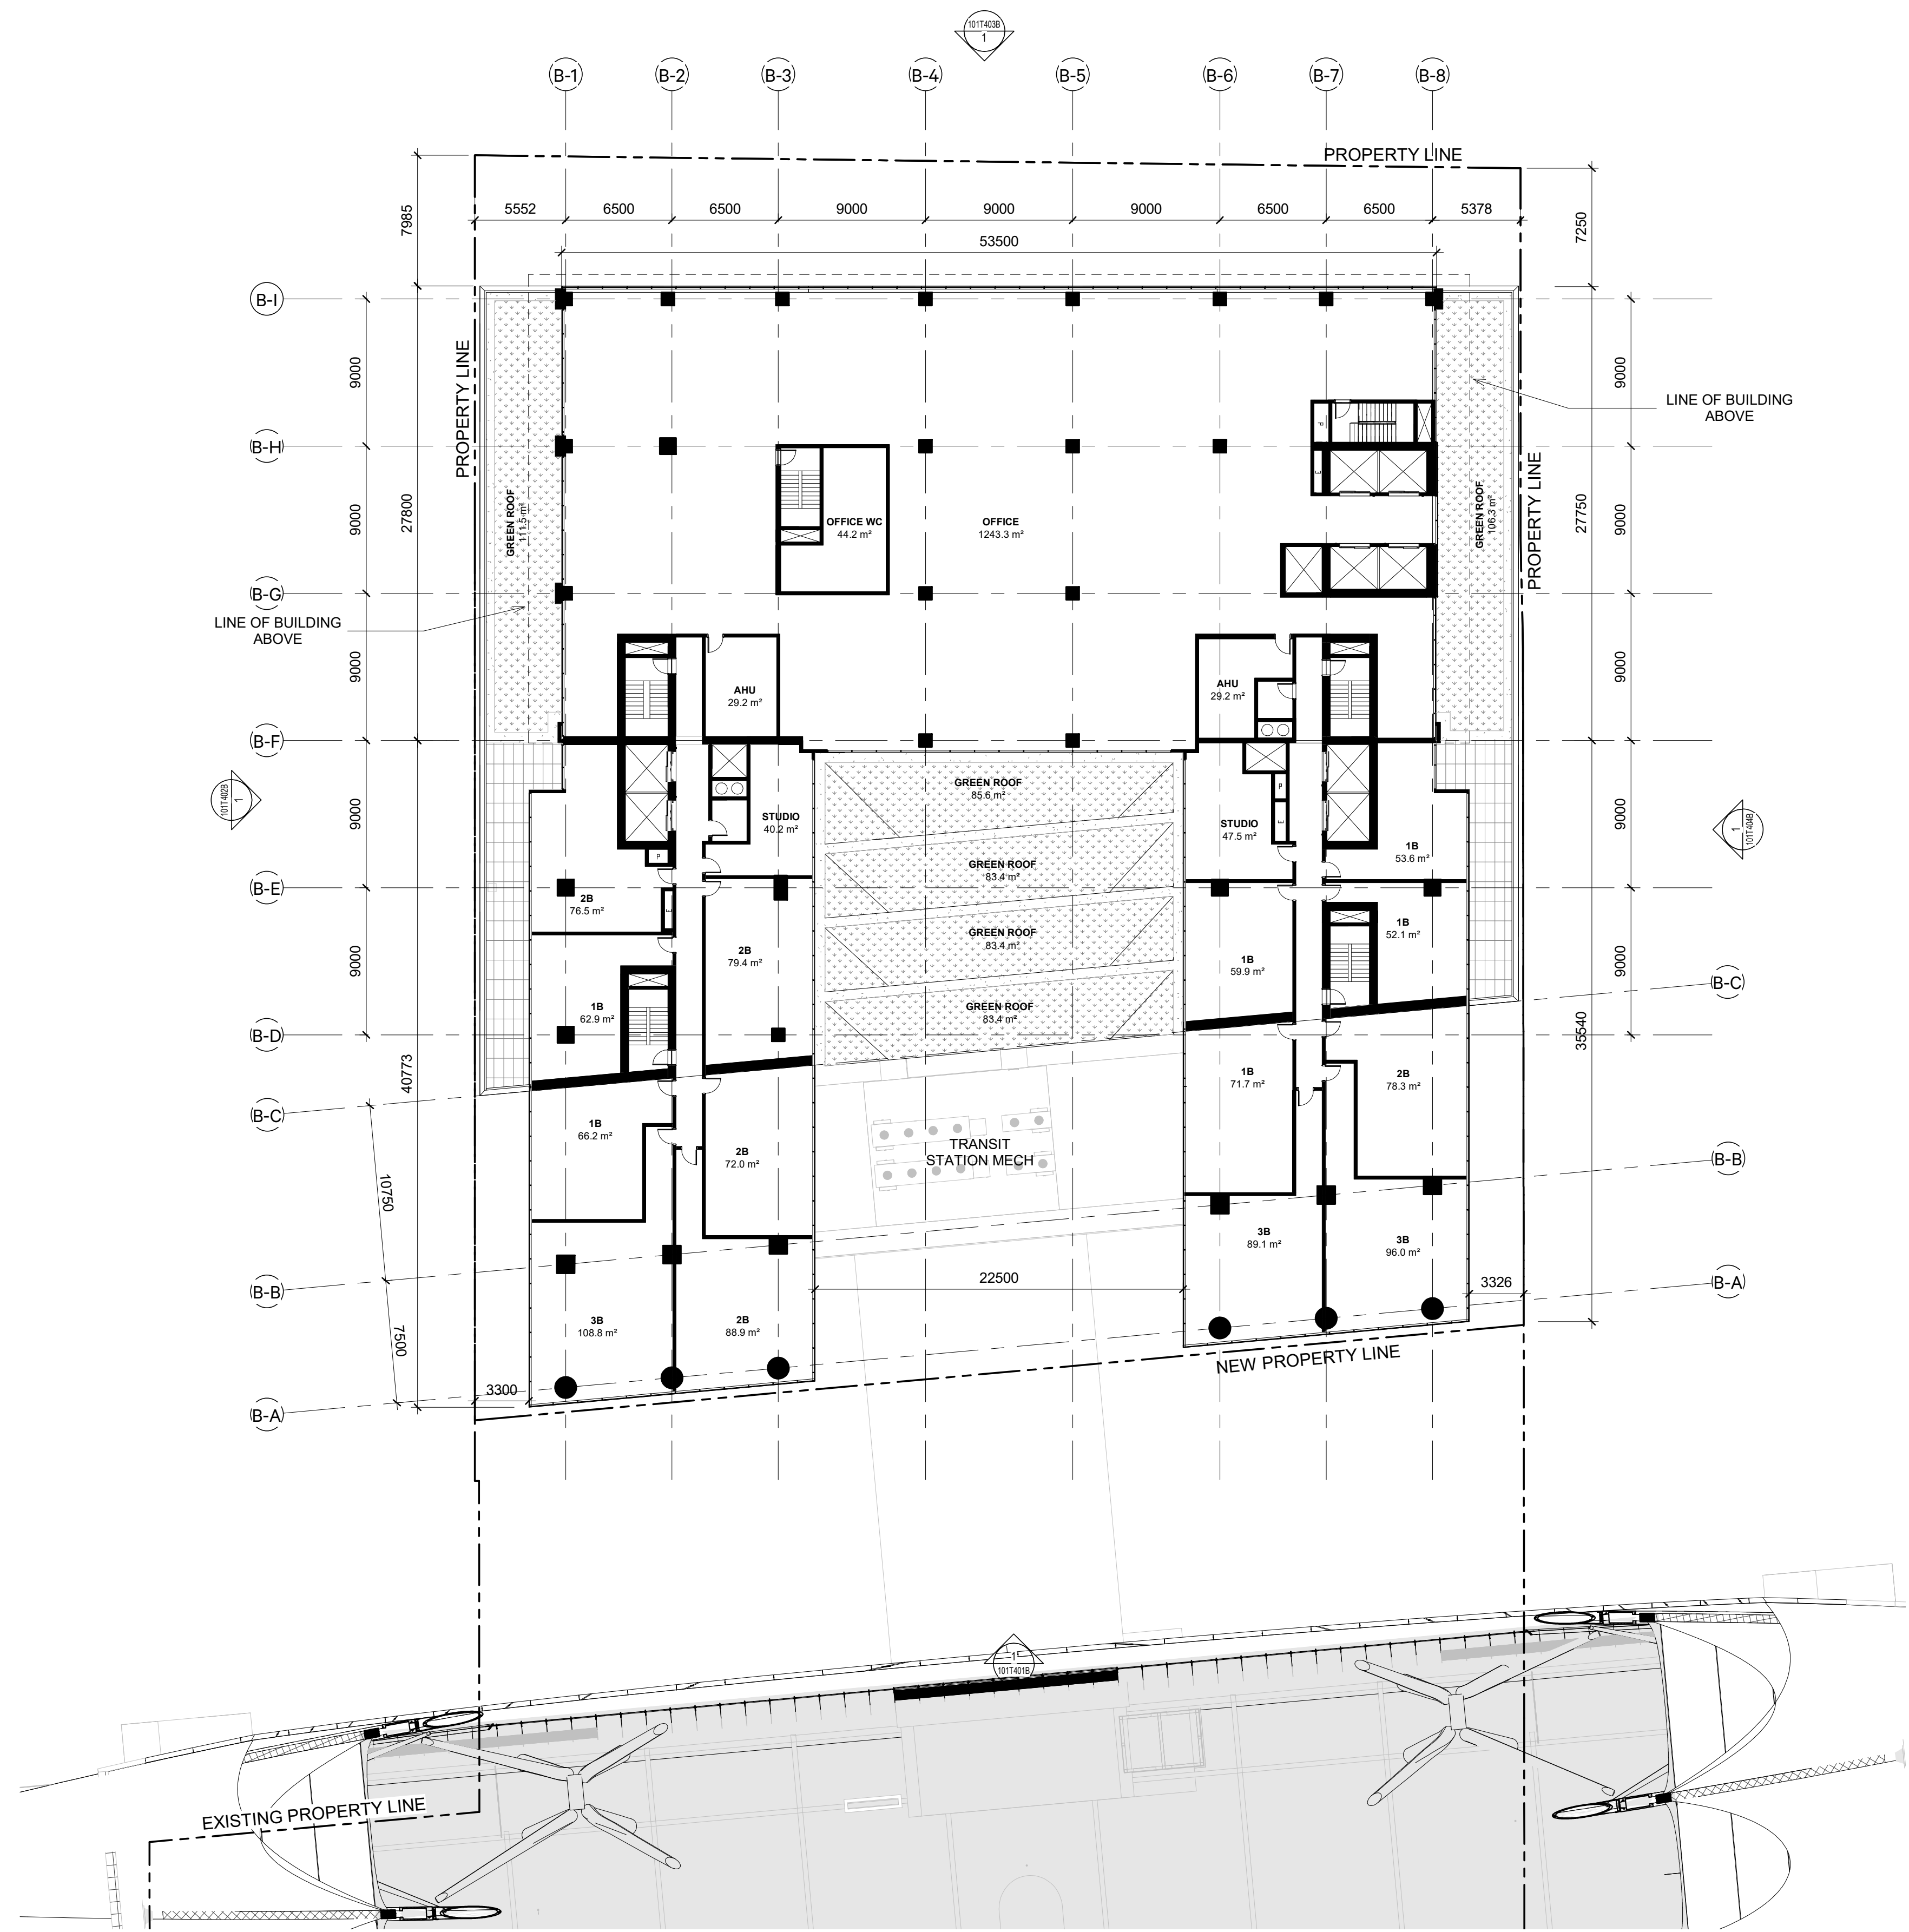 101T403B
1
B-1
B-2
B-3
B-4
B-5
B-6
B-7
B-8
PROPERTY LINE
7985
5552
6500
6500
9000
9000
9000
6500
6500
5378
7250
53500
B-I
9000
PROPERTY LINE
9000
LINE OF BUILDING
ABOVE
B-H
P
E
27800
9000
GREEN ROOF
111.5 m²
OFFICE WC
44.2 m²
OFFICE
1243.3 m²
GREEN ROOF
106.3 m²
PROPERTY LINE
27750
9000
B-G
LINE OF BUILDING
ABOVE
9000
AHU
29.2 m²
AHU
29.2 m²
9000
B-F
101T402B
1
9000
STUDIO
40.2 m²
GREEN ROOF
85.6 m²
STUDIO
47.5 m²
P
E
1B
53.6 m²
9000
1
101T404B
P
GREEN ROOF
83.4 m²
B-E
2B
76.5 m²
E
2B
79.4 m²
GREEN ROOF
83.4 m²
1B
59.9 m²
1B
52.1 m²
9000
9000
B-C
1B
62.9 m²
GREEN ROOF
83.4 m²
B-D
35540
40773
1B
71.7 m²
2B
78.3 m²
B-C
1B
66.2 m²
2B
72.0 m²
TRANSIT
STATION MECH
B-B
10750
3B
89.1 m²
3B
96.0 m²
B-B
22500
3326
B-A
7500
3B
108.8 m²
2B
88.9 m²
NEW PROPERTY LINE
3300
B-A
1
101T401B
EXISTING PROPERTY LINE